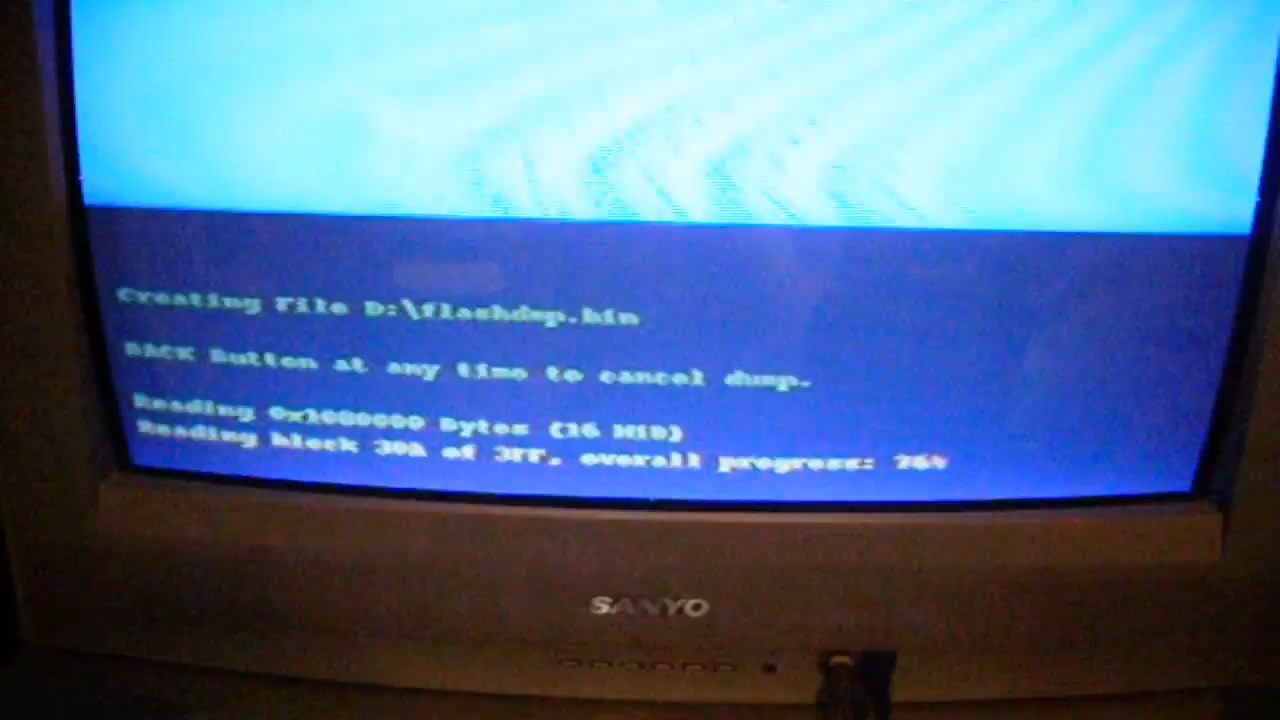 Creating File D:\flashdmp.bin
BACK Button at any time to cancel dump.
Reading 0x1080000 Bytes (16 MiB)
Reading block 30A of 3FF, overall progress: 76%
SANYO